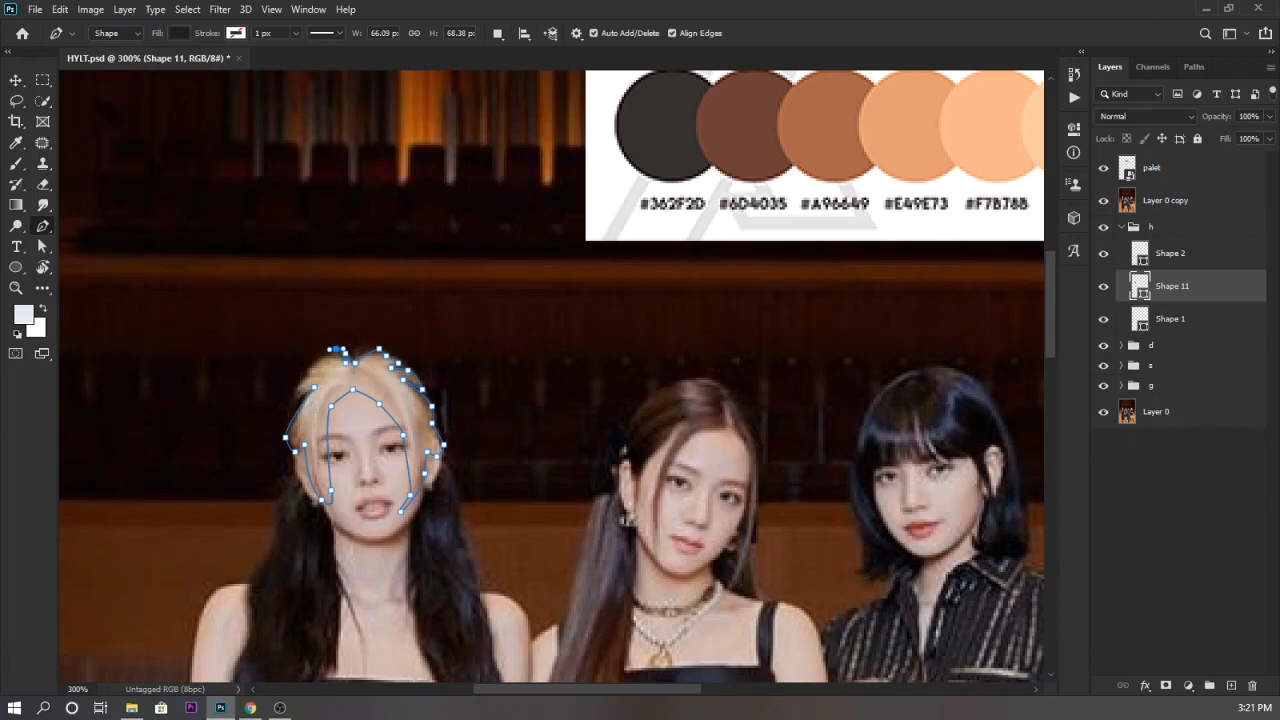 Ps File Edit Image Layer Type Select Filter 3D View Window Help
Shape Fill: Stroke: 1 px W: 66.09 p: GO H: 68.38 p: Auto Add/Delete Align Edges
HYLT.psd @ 300% (Shape 11, RGB/8#) * ×
Layers Channels Paths
Kind
Normal Opacity: 100%
Lock: Fill: 100%
palet
Layer 0 copy
h
Shape 2
Shape 11
Shape 1
d
s
g
Layer 0
#362F2D #6D4035 #A96649 #E49E73 #F7B78B
300% Untagged RGB (8bpc)
3:21 PM